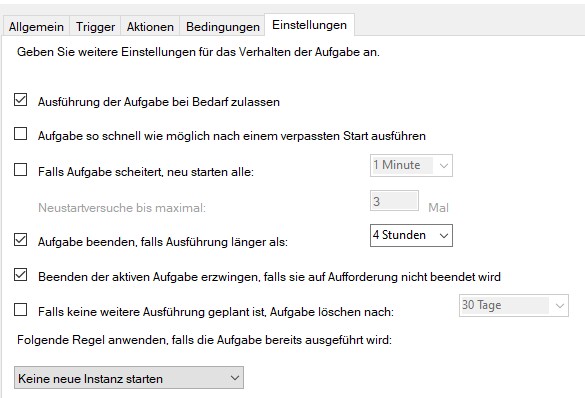 Allgemein Trigger Aktionen Bedingungen Einstellungen
Geben Sie weitere Einstellungen für das Verhalten der Aufgabe an.
Ausführung der Aufgabe bei Bedarf zulassen
Aufgabe so schnell wie möglich nach einem verpassten Start ausführen
Falls Aufgabe scheitert, neu starten alle: 1 Minute
Neustartversuche bis maximal: 3 Mal
Aufgabe beenden, falls Ausführung länger als: 4 Stunden
Beenden der aktiven Aufgabe erzwingen, falls sie auf Aufforderung nicht beendet wird
Falls keine weitere Ausführung geplant ist, Aufgabe löschen nach: 30 Tage
Folgende Regel anwenden, falls die Aufgabe bereits ausgeführt wird:
Keine neue Instanz starten